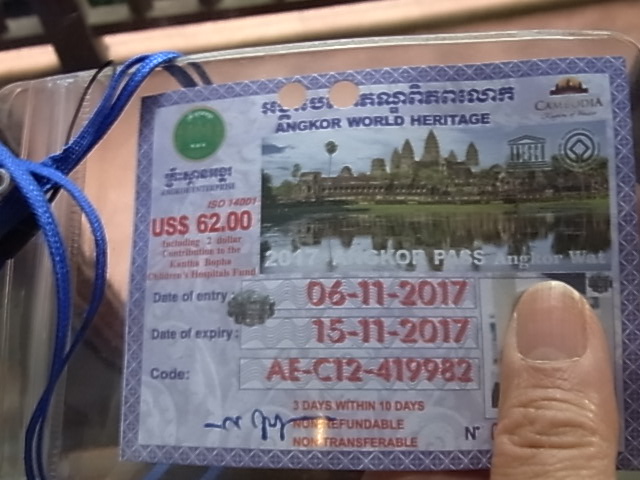 CAMBODIA
ANGKOR WORLD HERITAGE
ANGKOR ENTERPRISE
ISO 14001
US$ 62.00
Including 2 dollar
Contribution to the
Kantha Bopha
Children's Hospitals Fund
ANGKOR PASS Angkor Wat
Date of entry: 06-11-2017
Date of expiry: 15-11-2017
Code: AE-C12-419982
3 DAYS WITHIN 10 DAYS
NON REFUNDABLE
NON TRANSFERABLE
N°